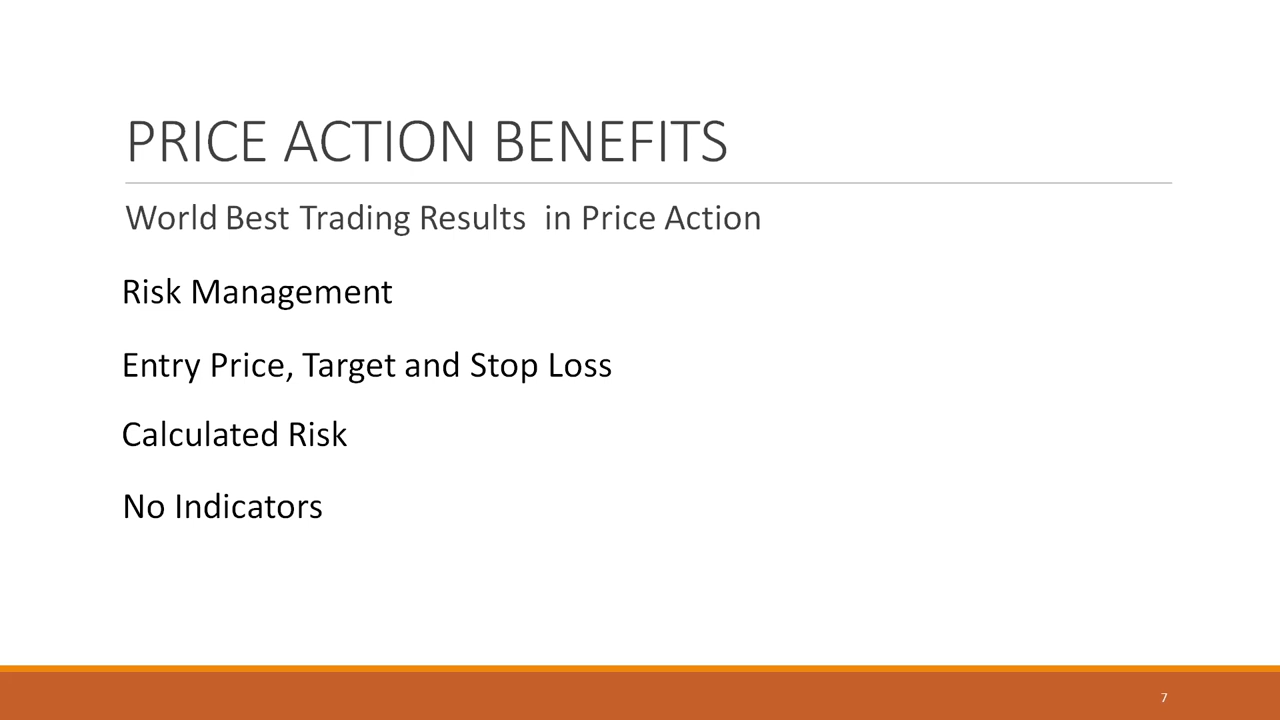 PRICE ACTION BENEFITS
World Best Trading Results  in Price Action
Risk Management
Entry Price, Target and Stop Loss
Calculated Risk
No Indicators
7